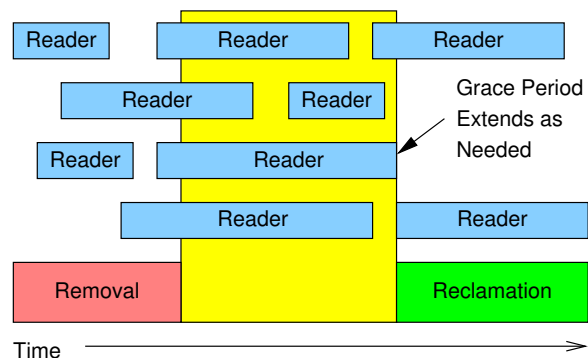 Reader
Reader
Reader
Reader
Reader
Grace Period
Extends as
Needed
Reader
Reader
Reader
Reader
Removal
Reclamation
Time